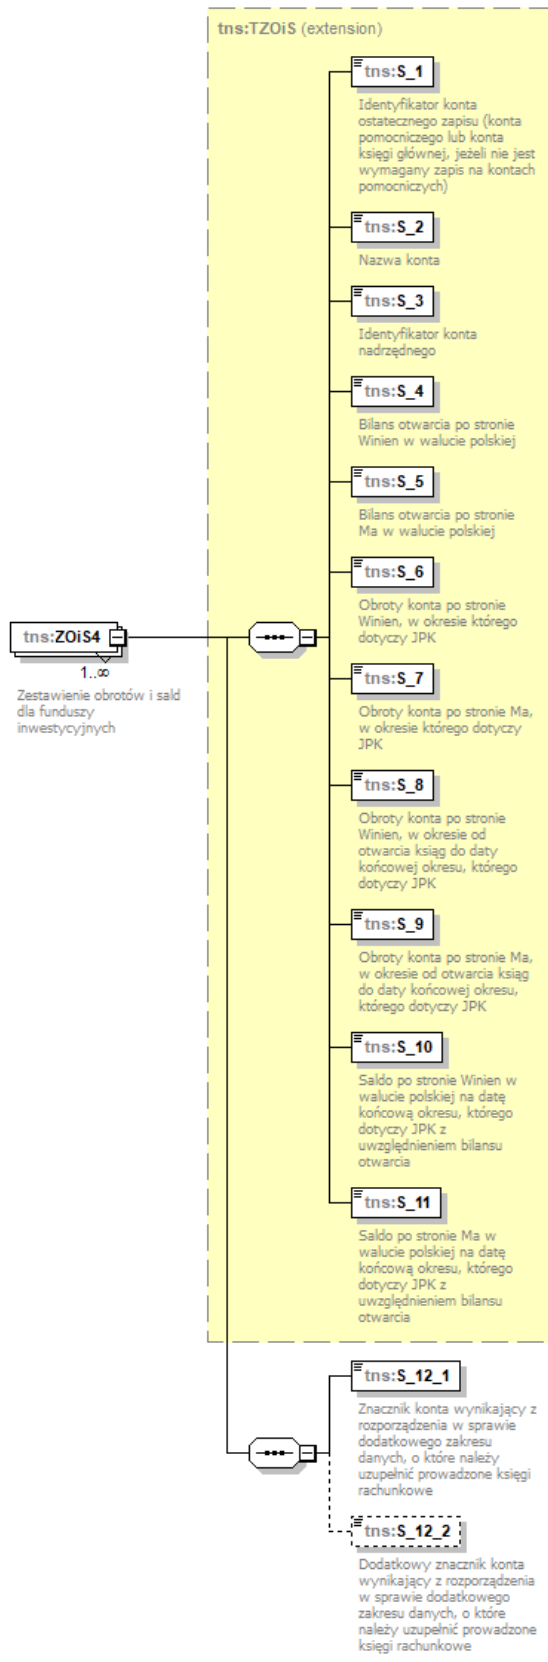 tns:TZOiS (extension)
tns:S_1
Identyfikator konta
ostatecznego zapisu (konta
pomocniczego lub konta
księgi głównej, jeżeli nie jest
wymagany zapis na kontach
pomocniczych)
tns:S_2
Nazwa konta
tns:S_3
Identyfikator konta
nadrzędnego
tns:S_4
Bilans otwarcia po stronie
Winien w walucie polskiej
tns:S_5
Bilans otwarcia po stronie
Ma w walucie polskiej
tns:S_6
Obroty konta po stronie
Winien, w okresie którego
dotyczy JPK
tns:ZOiS4
1..∞
Zestawienie obrotów i sald
dla funduszy
inwestycyjnych
tns:S_7
Obroty konta po stronie Ma,
w okresie którego dotyczy
JPK
tns:S_8
Obroty konta po stronie
Winien, w okresie od
otwarcia ksiąg do daty
końcowej okresu, którego
dotyczy JPK
tns:S_9
Obroty konta po stronie Ma,
w okresie od otwarcia ksiąg
do daty końcowej okresu,
którego dotyczy JPK
tns:S_10
Saldo po stronie Winien w
walucie polskiej na datę
końcową okresu, którego
dotyczy JPK z
uwzględnieniem bilansu
otwarcia
tns:S_11
Saldo po stronie Ma w
walucie polskiej na datę
końcową okresu, którego
dotyczy JPK z
uwzględnieniem bilansu
otwarcia
tns:S_12_1
Znacznik konta wynikający z
rozporządzenia w sprawie
dodatkowego zakresu
danych, o które należy
uzupełnić prowadzone księgi
rachunkowe
tns:S_12_2
Dodatkowy znacznik konta
wynikający z rozporządzenia
w sprawie dodatkowego
zakresu danych, o które
należy uzupełnić prowadzone
księgi rachunkowe